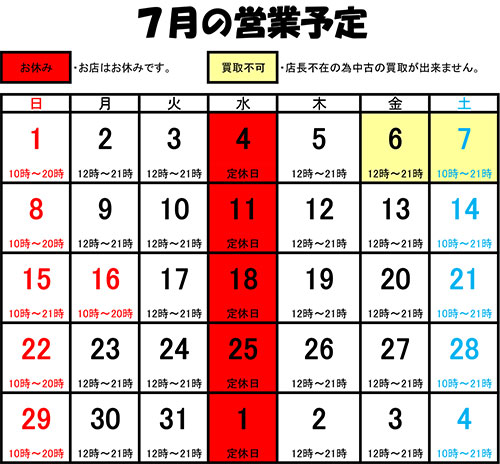 7月の営業予定
お休み ・お店はお休みです。 買取不可 ・店長不在の為中古の買取が出来ません。
日 月 火 水 木 金 土
1 2 3 4 5 6 7
10時～20時 12時～21時 12時～21時 定休日 12時～21時 12時～21時 10時～21時
8 9 10 11 12 13 14
10時～20時 12時～21時 12時～21時 定休日 12時～21時 12時～21時 10時～21時
15 16 17 18 19 20 21
10時～21時 10時～20時 12時～21時 定休日 12時～21時 12時～21時 10時～21時
22 23 24 25 26 27 28
10時～20時 12時～21時 12時～21時 定休日 12時～21時 12時～21時 10時～21時
29 30 31 1 2 3 4
10時～20時 12時～21時 12時～21時 定休日 12時～21時 12時～21時 10時～21時